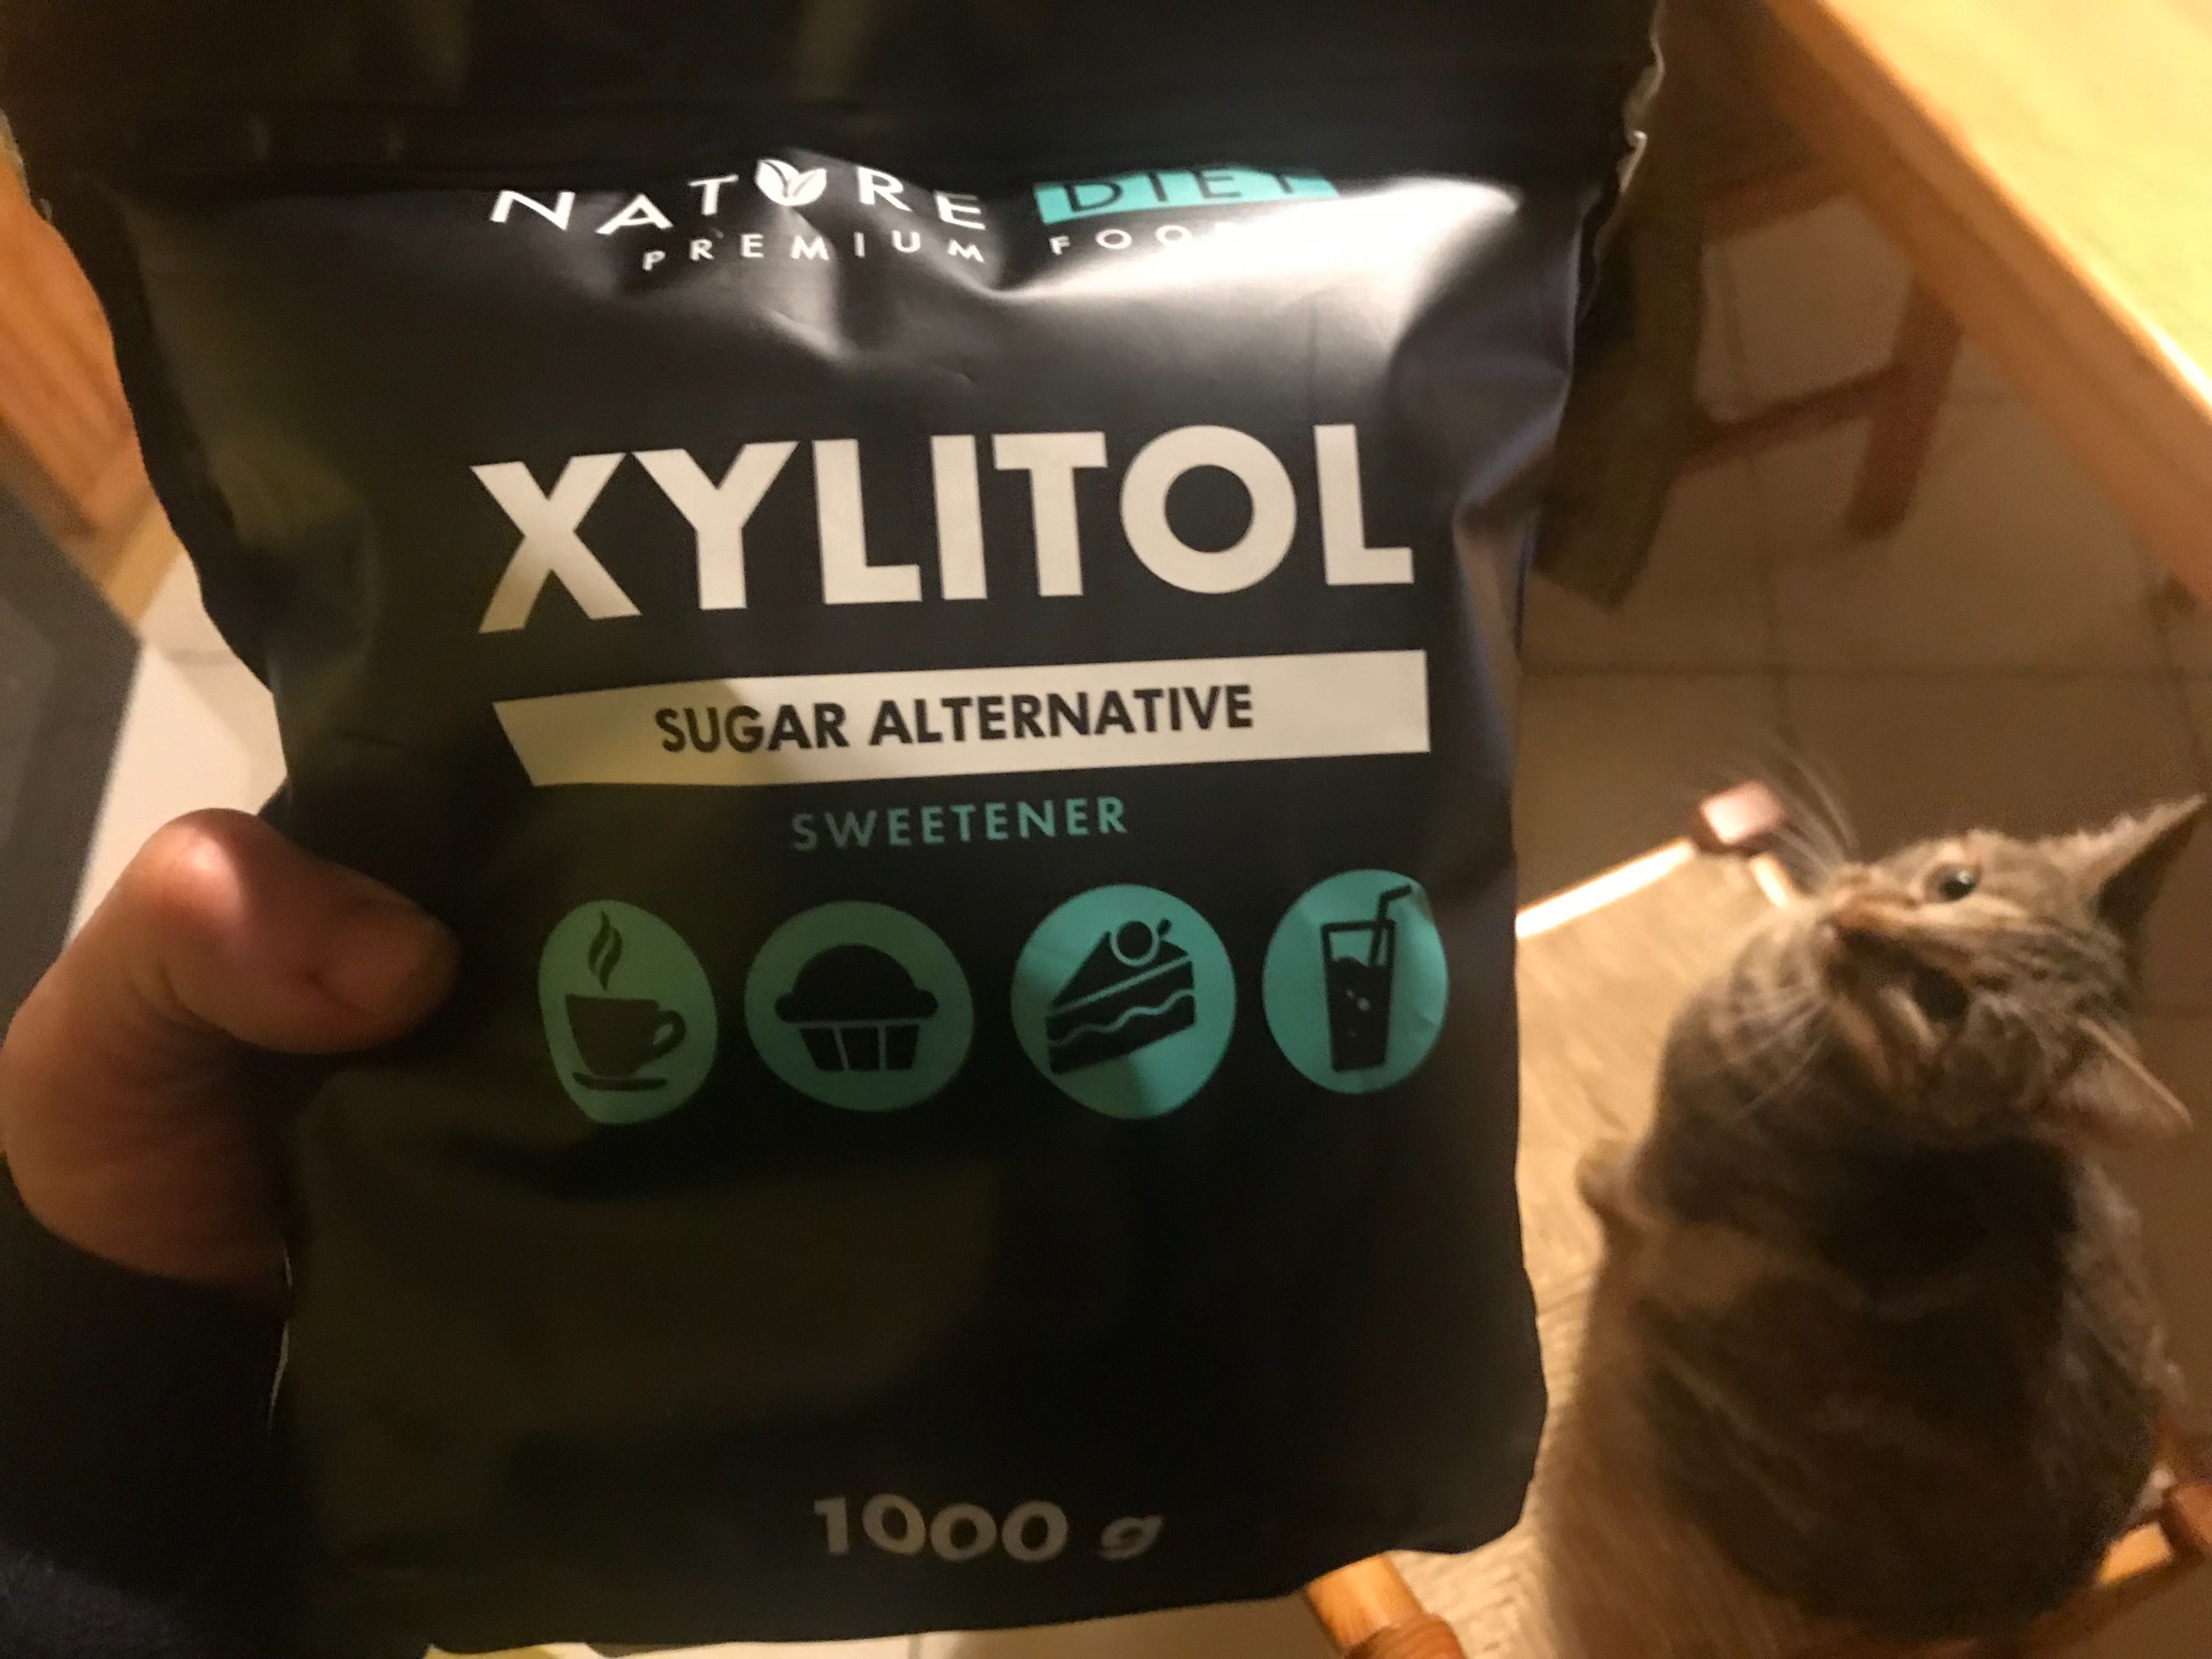 NATURE DIET
PREMIUM
XYLITOL
SUGAR ALTERNATIVE
SWEETENER
1000 g